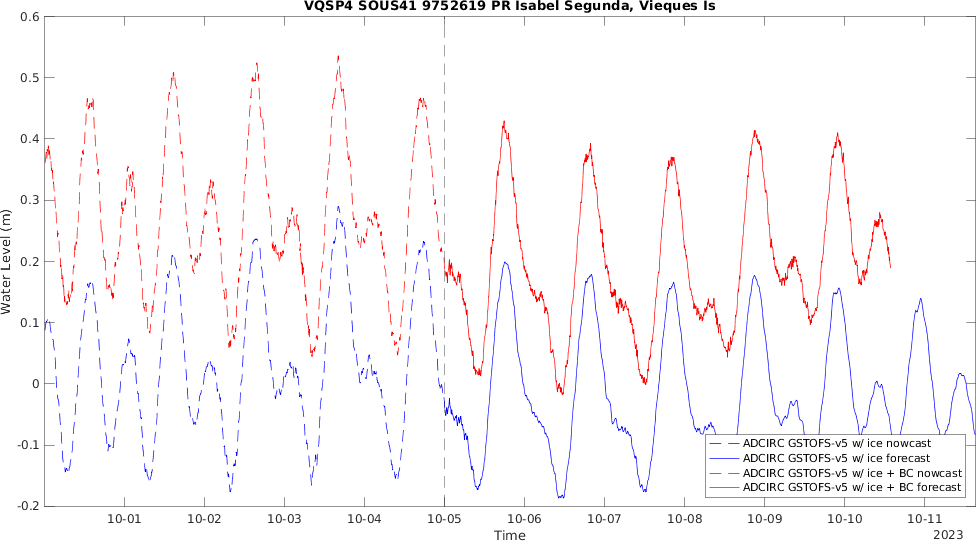 VQSP4 SOUS41 9752619 PR Isabel Segunda, Vieques Is
0.6
0.5
0.4
0.3
0.2
0.1
0
-0.1
-0.2
Water Level (m)
ADCIRC GSTOFS-v5 w/ ice nowcast
ADCIRC GSTOFS-v5 w/ ice forecast
ADCIRC GSTOFS-v5 w/ ice + BC nowcast
ADCIRC GSTOFS-v5 w/ ice + BC forecast
10-01 10-02 10-03 10-04 10-05 10-06 10-07 10-08 10-09 10-10 10-11
Time
2023